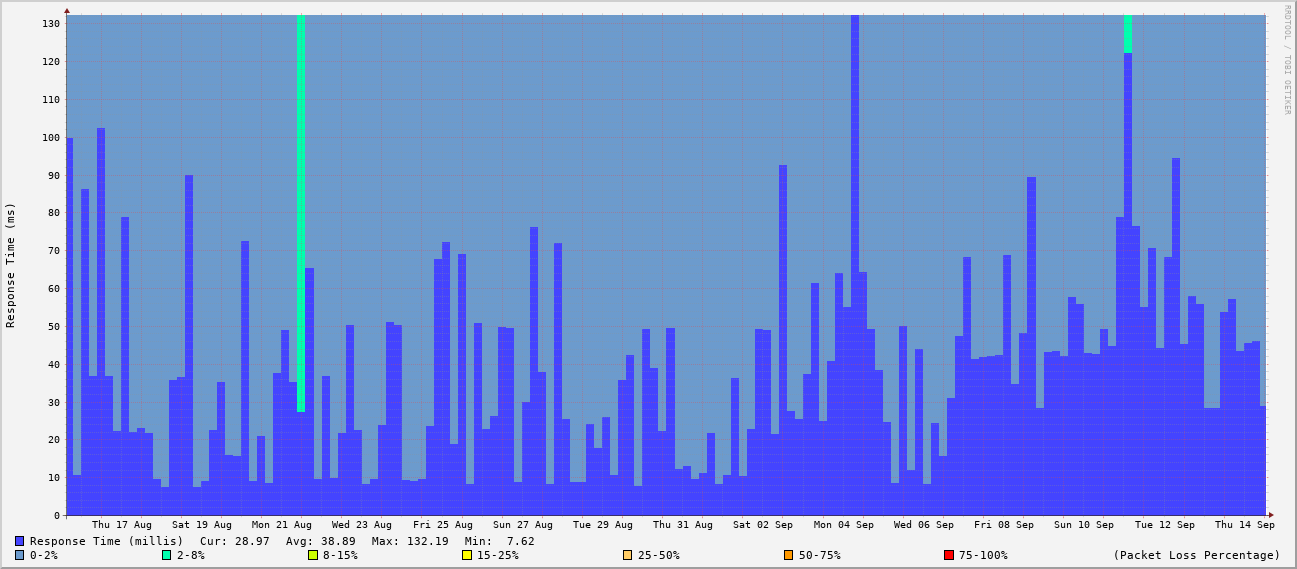 RRDTOOL / TOBI OETIKER
Response Time (ms)
130
120
110
100
90
80
70
60
50
40
30
20
10
0
Thu 17 Aug Sat 19 Aug Mon 21 Aug Wed 23 Aug Fri 25 Aug Sun 27 Aug Tue 29 Aug Thu 31 Aug Sat 02 Sep Mon 04 Sep Wed 06 Sep Fri 08 Sep Sun 10 Sep Tue 12 Sep Thu 14 Sep
Response Time (millis) Cur: 28.97 Avg: 38.89 Max: 132.19 Min: 7.62
0-2% 2-8% 8-15% 15-25% 25-50% 50-75% 75-100% (Packet Loss Percentage)